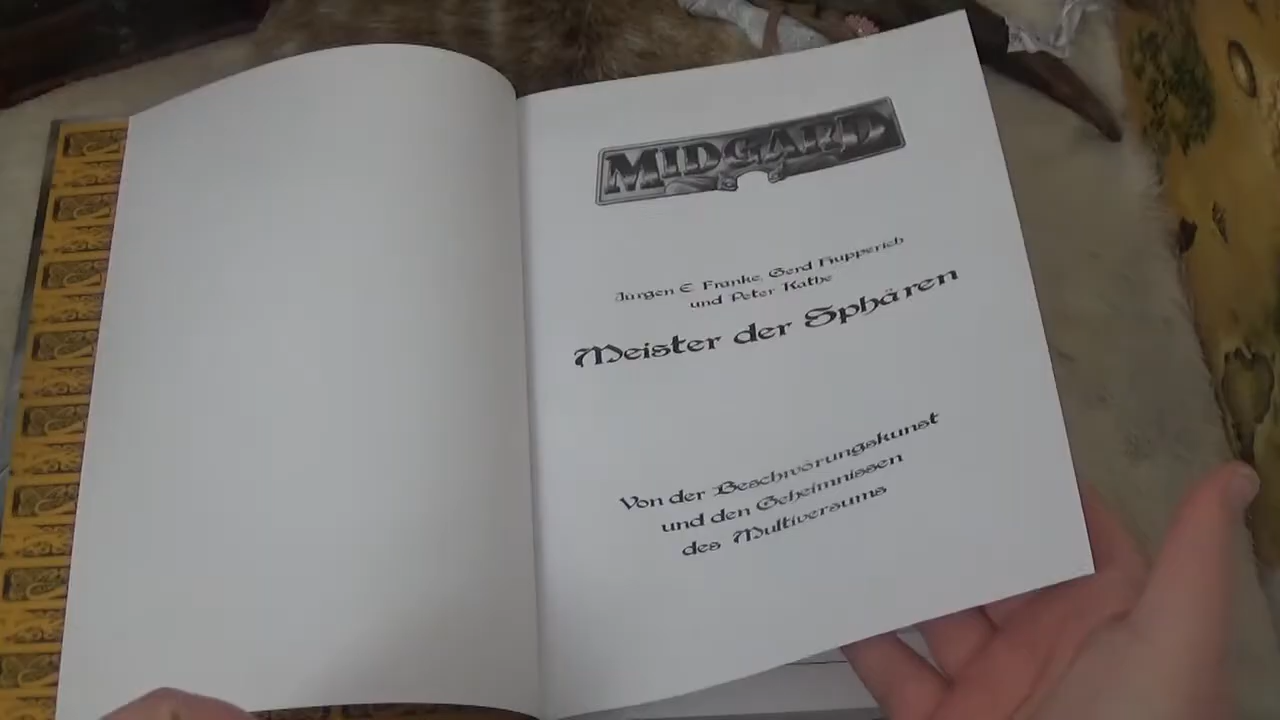 MIDGARD
Jürgen E. Franke, Gerd Hupperich
und Peter Kathe
Meister der Sphären
Von der Beschwörungskunst
und den Geheimnissen
des Multiversums